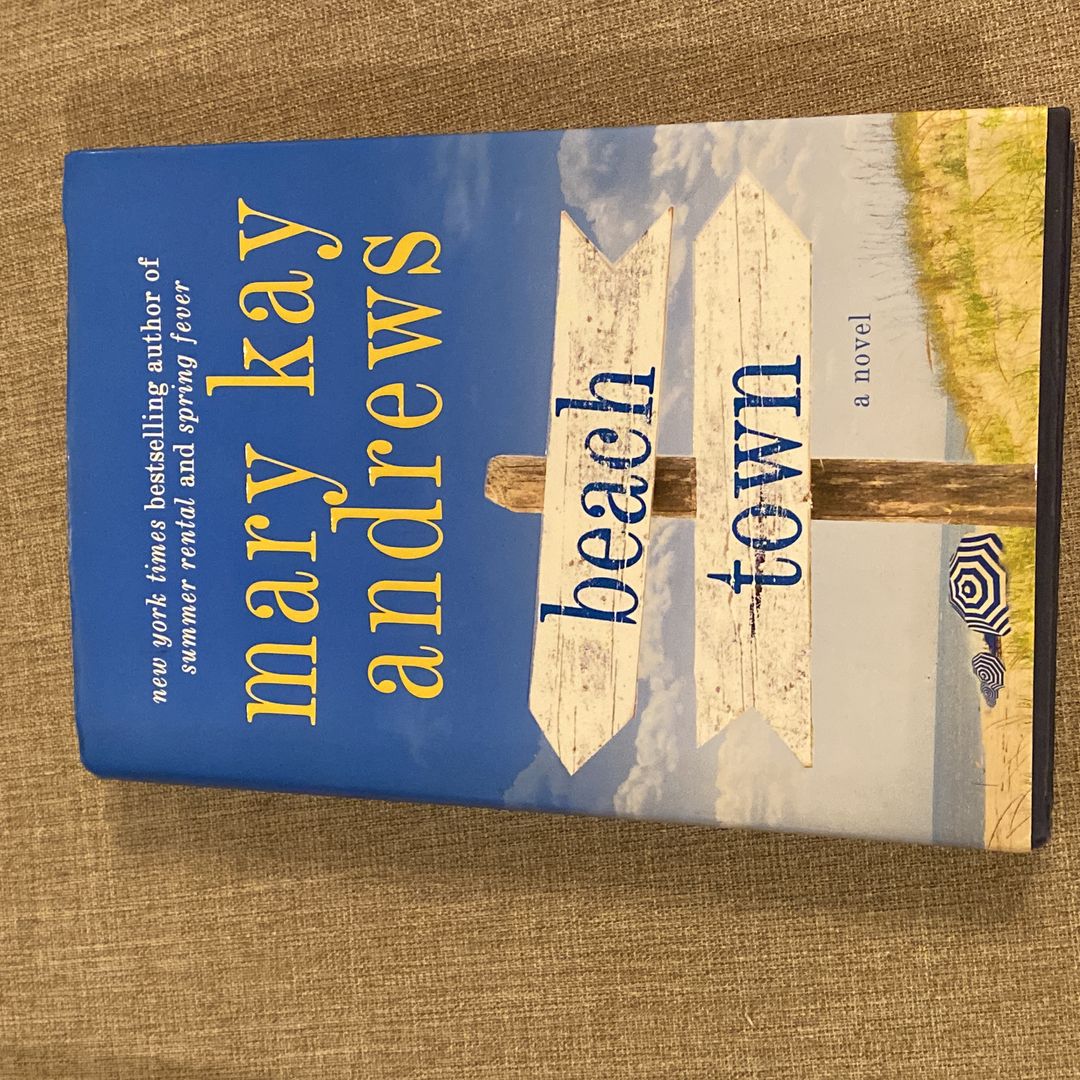 new york times bestselling author of
summer rental and spring fever
mary kay
andrews
beach
town
a novel